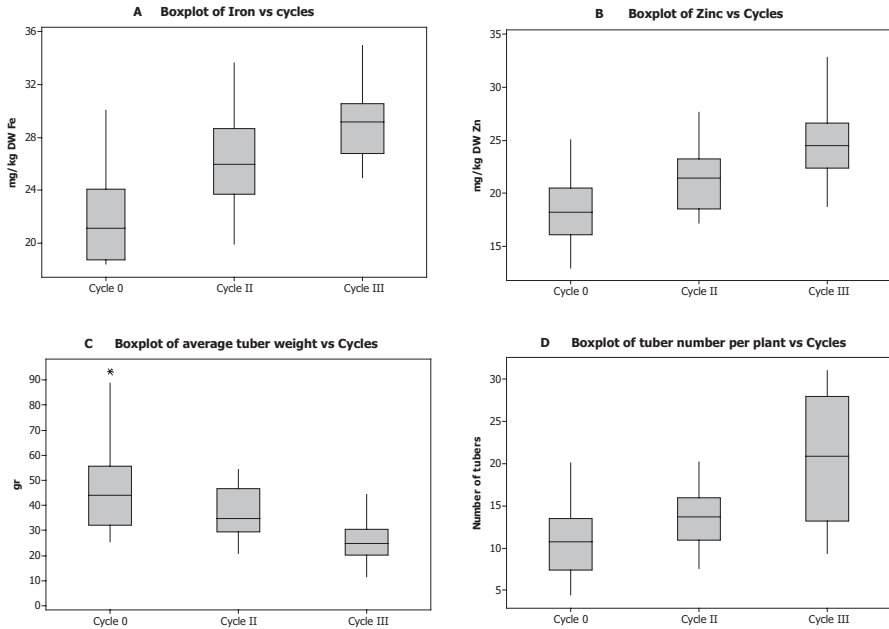 A Boxplot of Iron vs cycles
36
32
28
24
20
mg/kg DW Fe
Cycle 0 Cycle II Cycle III
B Boxplot of Zinc vs Cycles
35
30
25
20
15
mg/kg DW Zn
Cycle 0 Cycle II Cycle III
C Boxplot of average tuber weight vs Cycles
90
80
70
60
50
40
30
20
10
0
gr
Cycle 0 Cycle II Cycle III
D Boxplot of tuber number per plant vs Cycles
30
25
20
15
10
5
Number of tubers
Cycle 0 Cycle II Cycle III